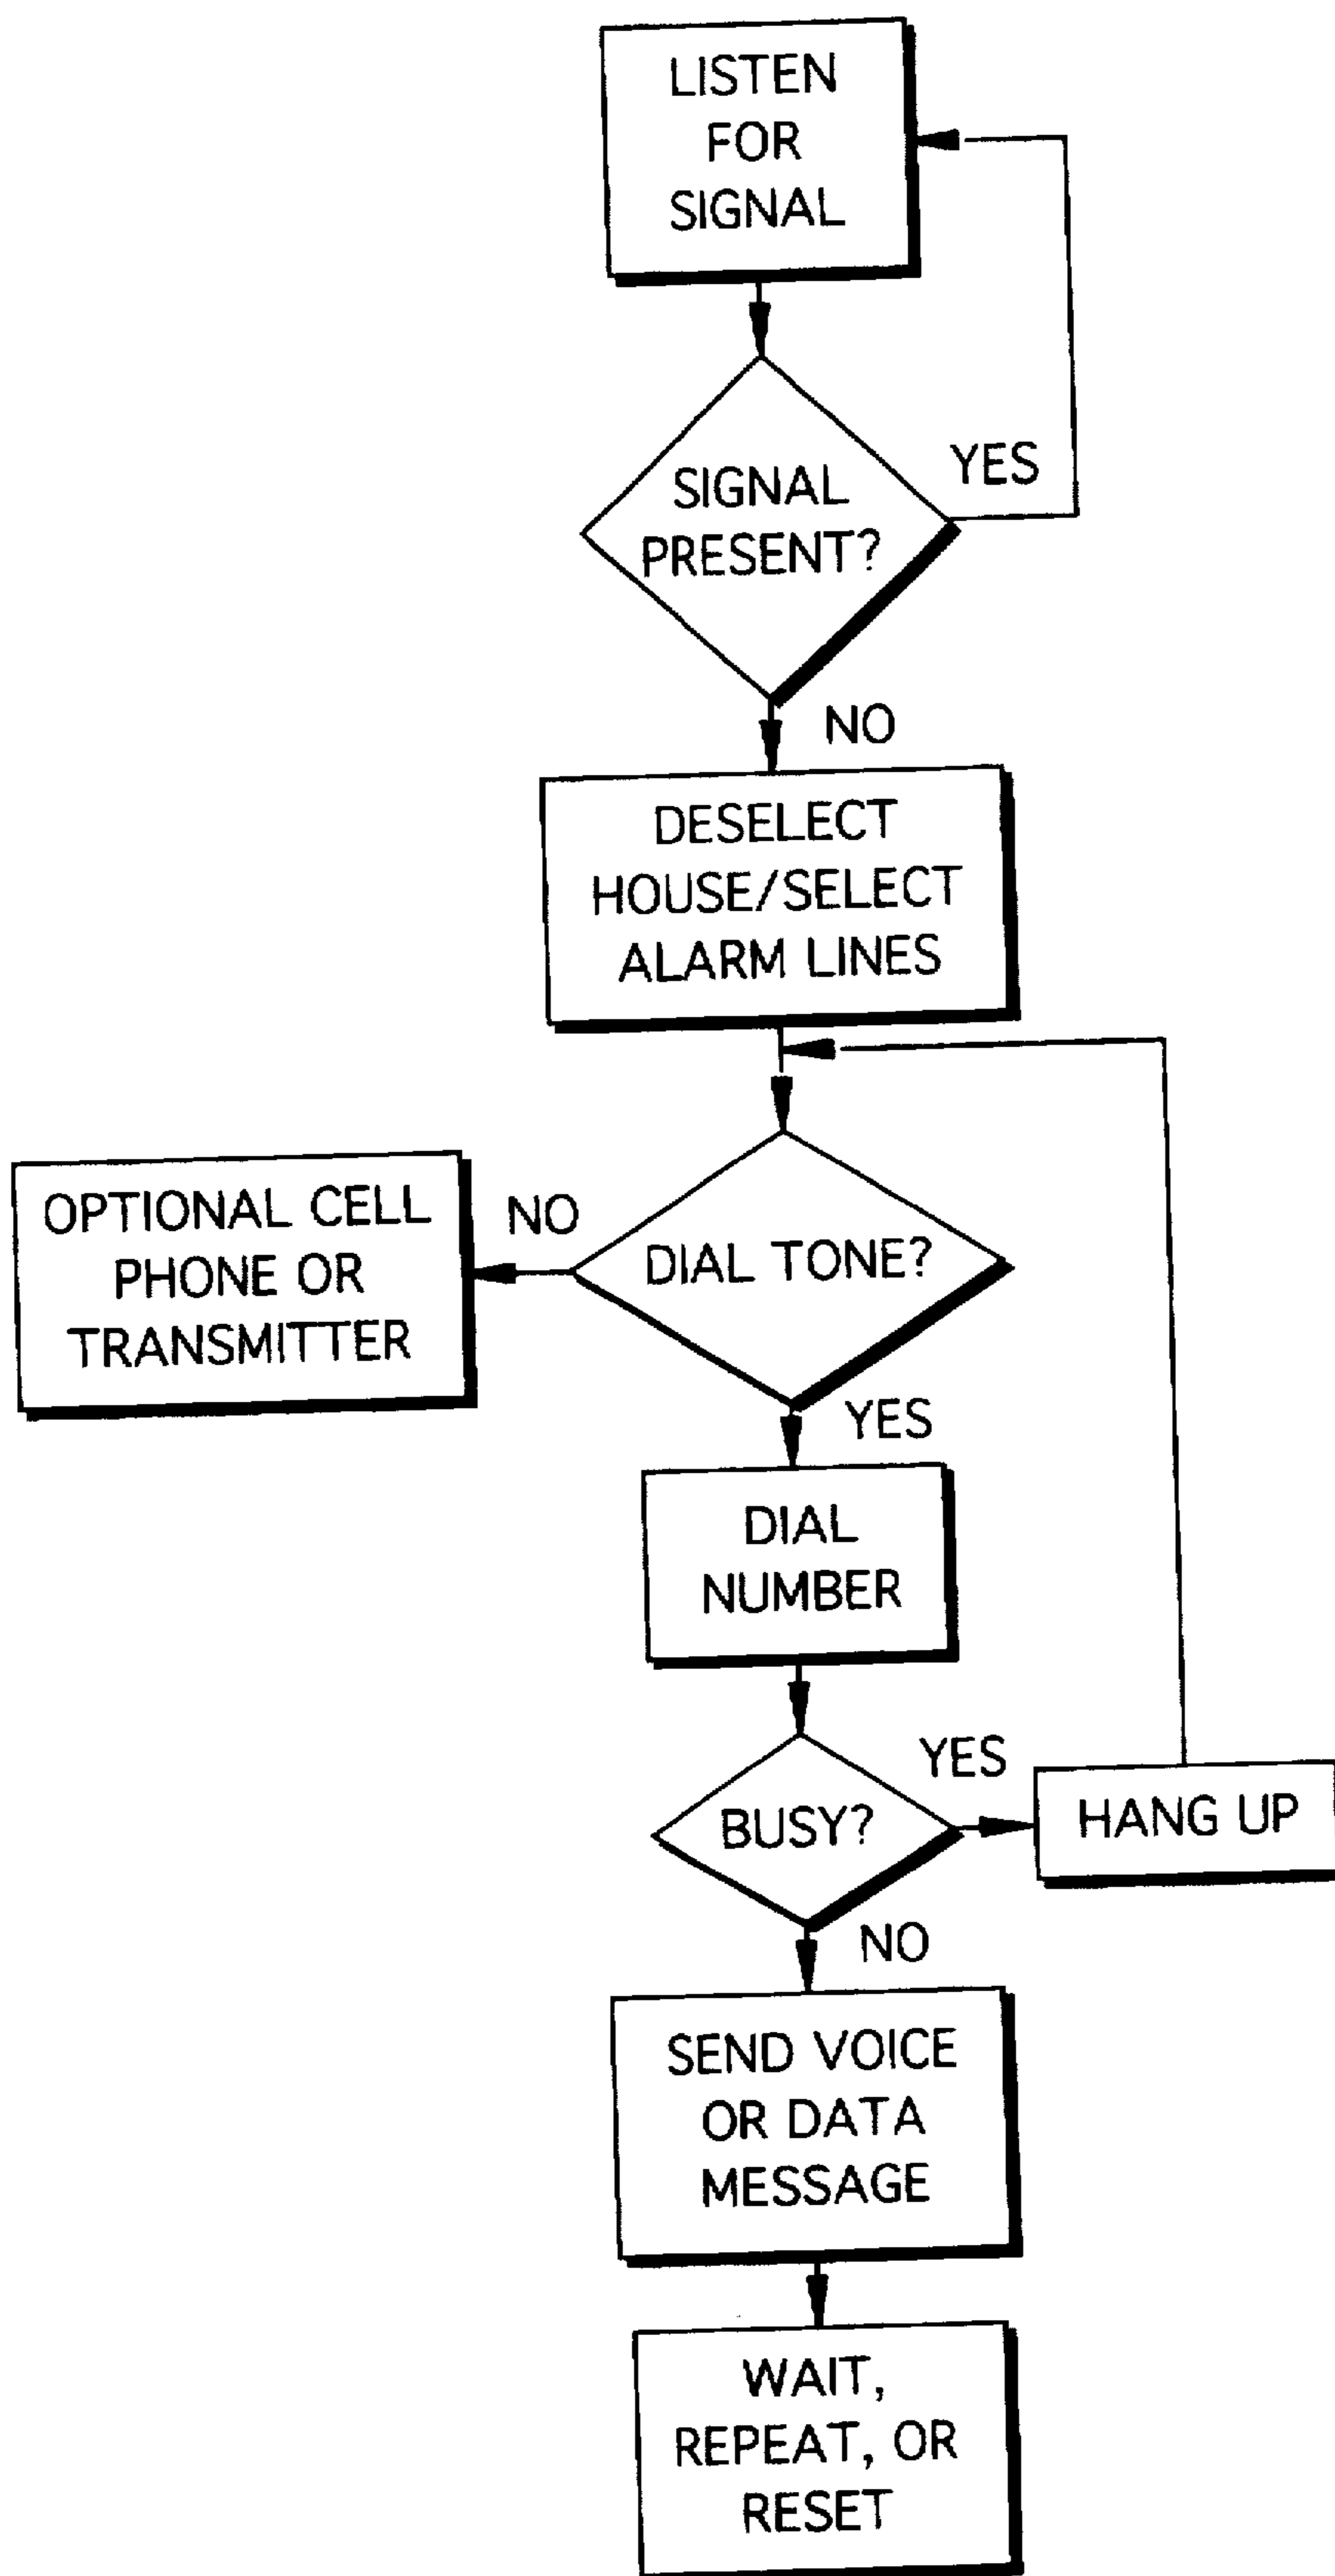 LISTEN
FOR
SIGNAL
SIGNAL
PRESENT?
YES
NO
DESELECT
HOUSE/SELECT
ALARM LINES
DIAL TONE?
NO
OPTIONAL CELL
PHONE OR
TRANSMITTER
YES
DIAL
NUMBER
BUSY?
YES
HANG UP
NO
SEND VOICE
OR DATA
MESSAGE
WAIT,
REPEAT, OR
RESET